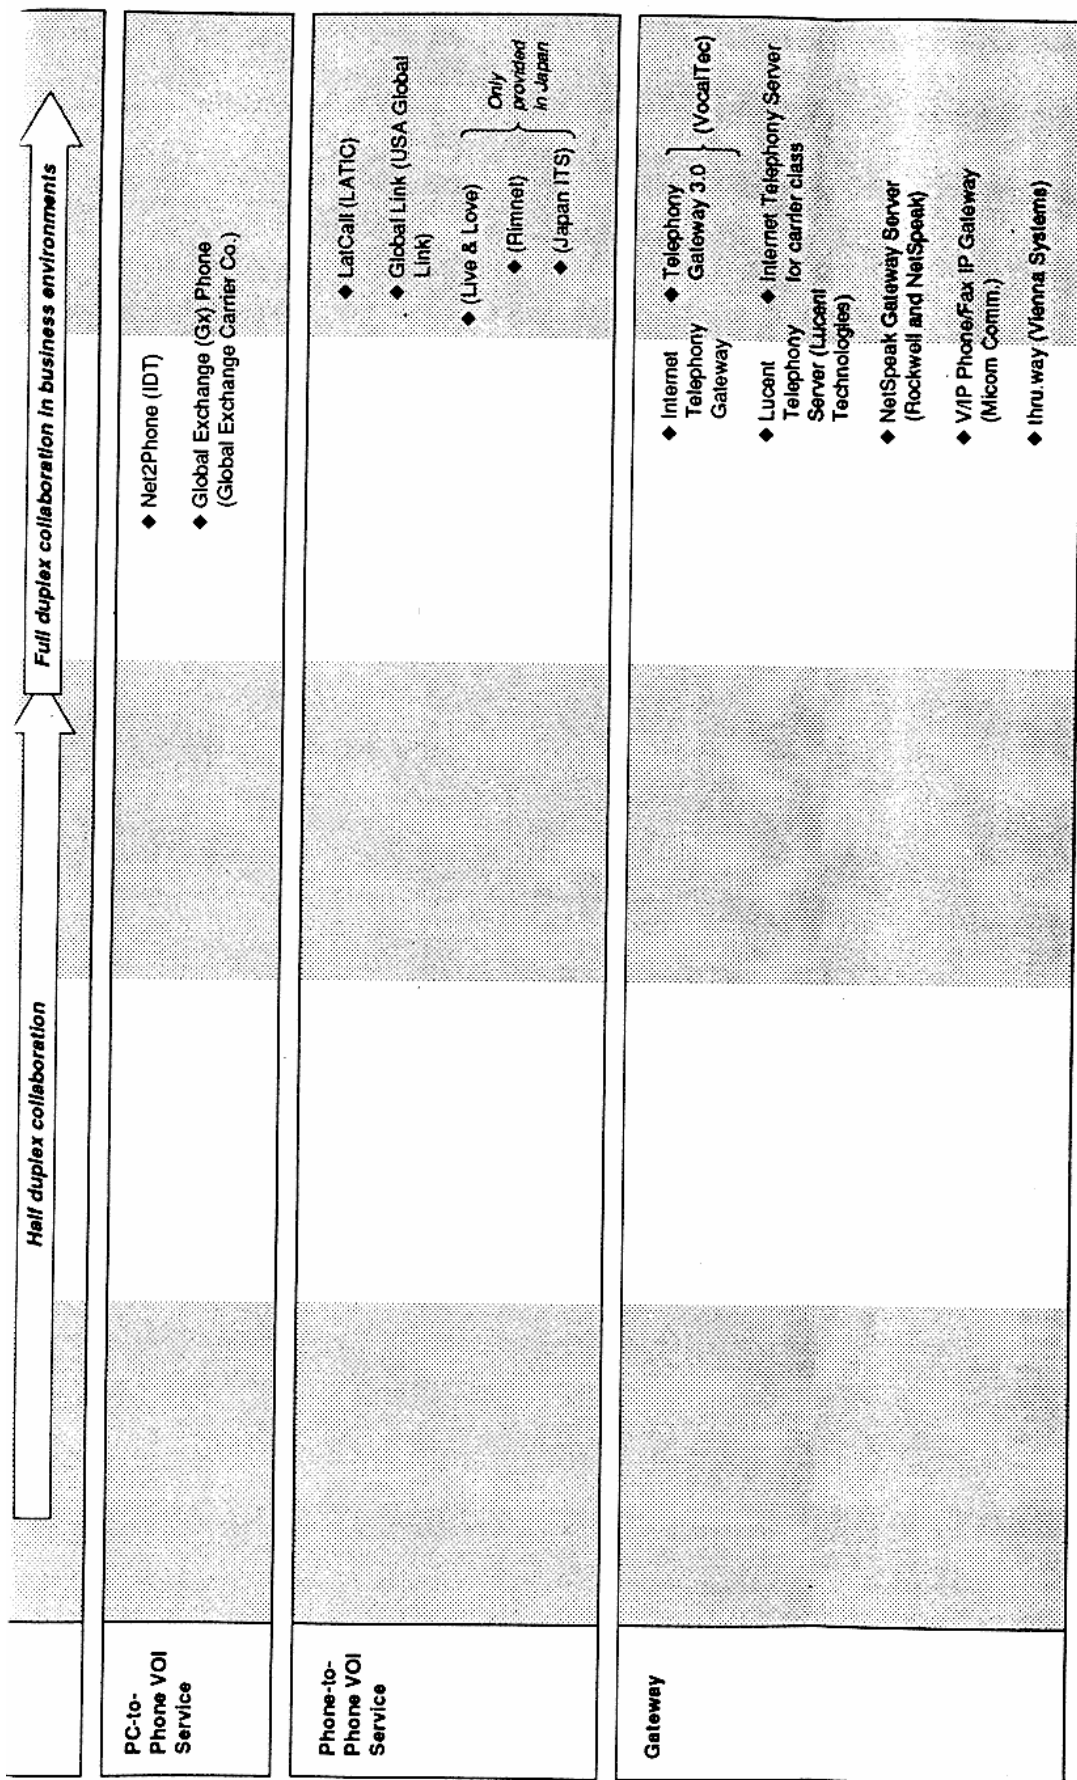 Half duplex collaboration
Full duplex collaboration in business environments
PC-to-
Phone VOI
Service
◆ Net2Phone (IDT)
◆ Global Exchange (Gx) Phone
(Global Exchange Carrier Co.)
Phone-to-
Phone VOI
Service
◆ LatCall (LATIC)
◆ Global Link (USA Global
Link)
◆ (Live & Love)
◆ (Rimnet)
◆ (Japan ITS)
Only
provided
in Japan
Gateway
◆ Internet
Telephony
Gateway
◆ Telephony
Gateway 3.0
(VocalTec)
◆ Lucent
Telephony
Server (Lucent
Technologies)
◆ Internet Telephony Server
for carrier class
◆ NetSpeak Gateway Server
(Rockwell and NetSpeak)
◆ V/IP Phone/Fax IP Gateway
(Micom Comm.)
◆ thru.way (Vienna Systems)